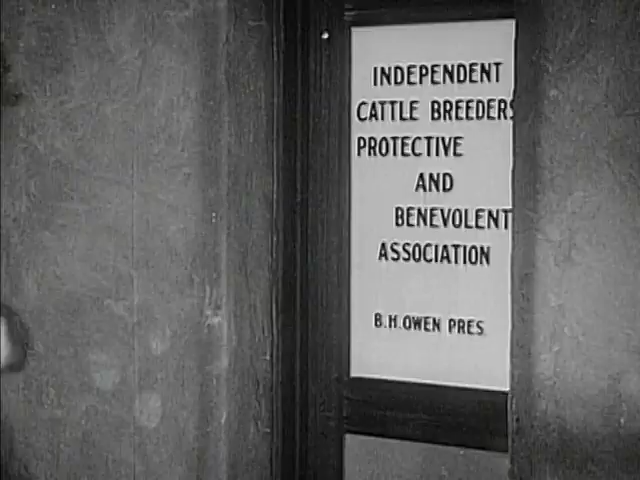 INDEPENDENT
CATTLE BREEDERS
PROTECTIVE
AND
BENEVOLENT
ASSOCIATION
B.H. OWEN PRES